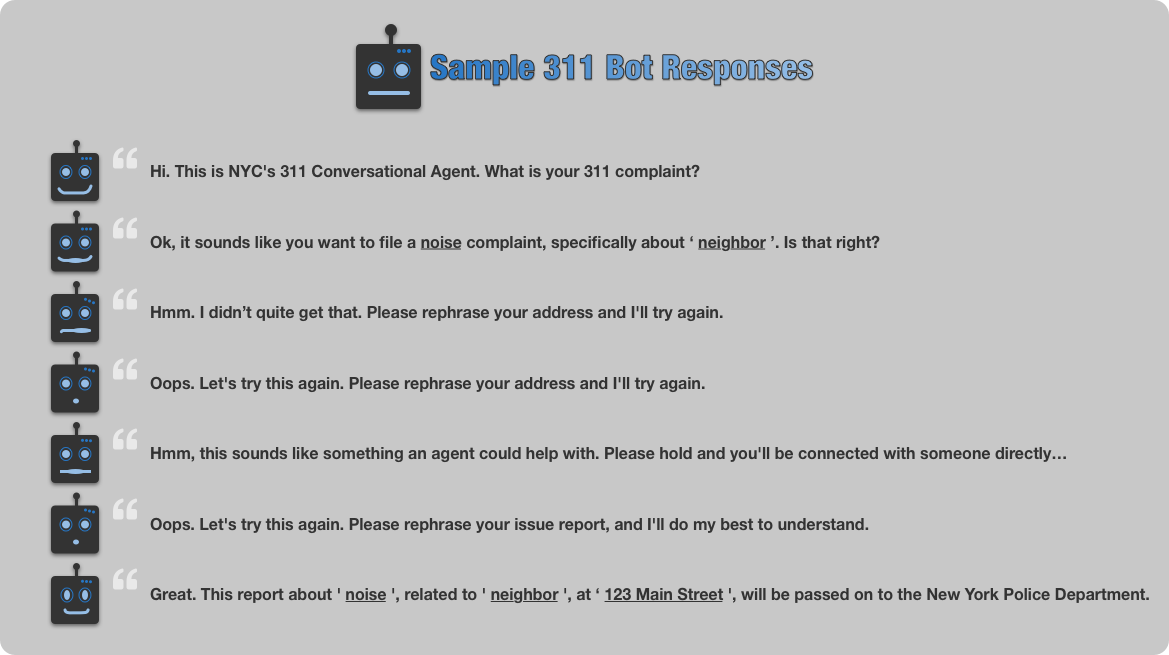 Sample 311 Bot Responses
Hi. This is NYC's 311 Conversational Agent. What is your 311 complaint?
Ok, it sounds like you want to file a noise complaint, specifically about ‘ neighbor ’. Is that right?
Hmm. I didn’t quite get that. Please rephrase your address and I'll try again.
Oops. Let's try this again. Please rephrase your address and I'll try again.
Hmm, this sounds like something an agent could help with. Please hold and you'll be connected with someone directly…
Oops. Let's try this again. Please rephrase your issue report, and I'll do my best to understand.
Great. This report about ' noise ', related to ' neighbor ', at ‘ 123 Main Street ', will be passed on to the New York Police Department.